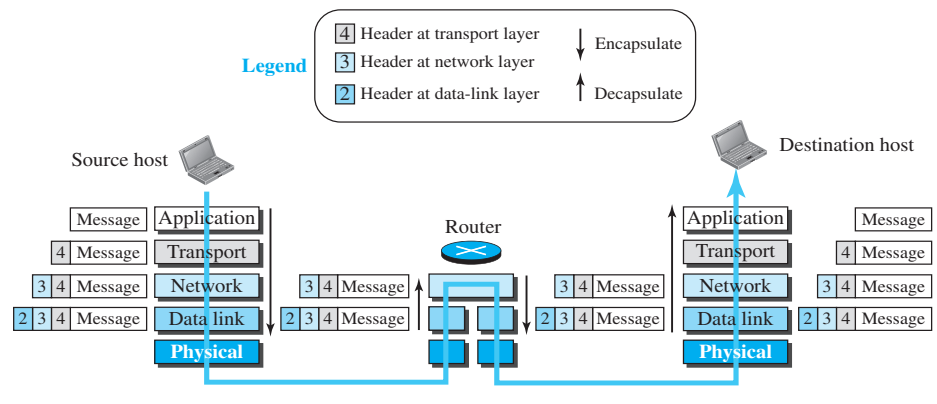 4 Header at transport layer
Encapsulate
Legend
3 Header at network layer
2 Header at data-link layer
Decapsulate
Source host
Destination host
Message Application
Router
Application Message
4 Message Transport
Transport 4 Message
3 4 Message Network
3 4 Message
3 4 Message
Network 3 4 Message
2 3 4 Message Data link
2 3 4 Message
2 3 4 Message
Data link 2 3 4 Message
Physical
Physical